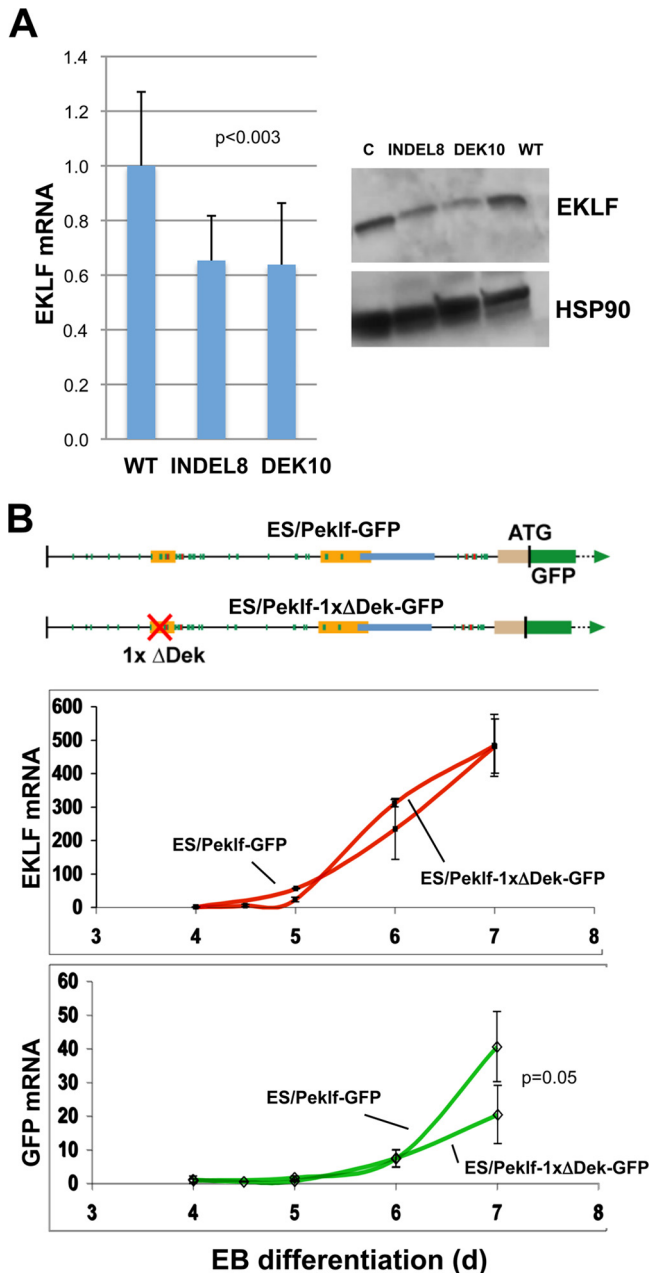 A
1.4
1.2
1.0
0.8
0.6
0.4
0.2
0.0
EKLF mRNA
p<0.003
WT INDEL8 DEK10
C INDEL8 DEK10 WT
EKLF
HSP90
B
ES/Peklf-GFP
ATG
GFP
ES/Peklf-1xΔDek-GFP
1x ΔDek
600
500
400
300
200
100
0
EKLF mRNA
ES/Peklf-GFP
ES/Peklf-1xΔDek-GFP
3 4 5 6 7 8
60
50
40
30
20
10
0
GFP mRNA
ES/Peklf-GFP
p=0.05
ES/Peklf-1xΔDek-GFP
3 4 5 6 7 8
EB differentiation (d)